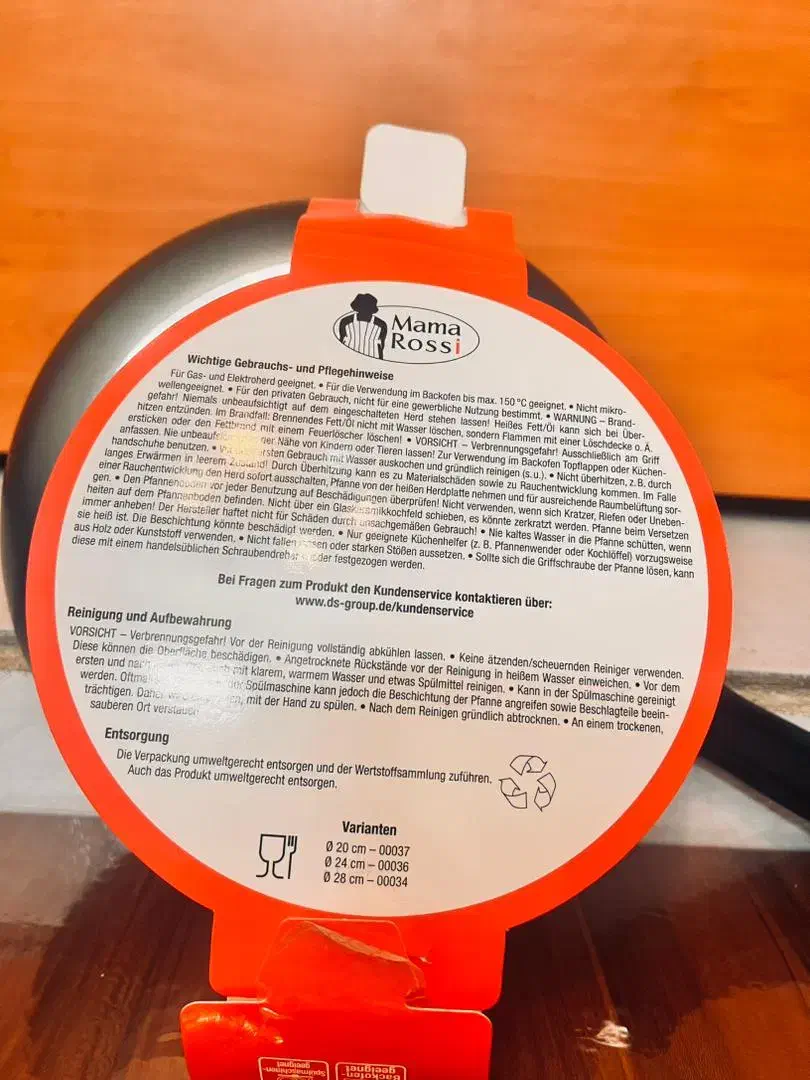 Mama
Rossi
Wichtige Gebrauchs- und Pflegehinweise
Für Gas- und Elektroherd geeignet. • Für die Verwendung im Backofen bis max. 150 °C geeignet. • Nicht mikro-
wellengeeignet. • Für den privaten Gebrauch, nicht für eine gewerbliche Nutzung bestimmt. • WARNUNG – Brand-
gefahr! Niemals unbeaufsichtigt auf dem eingeschalteten Herd stehen lassen! Heißes Fett/Öl kann sich bei Über-
hitzen entzünden. Im Brandfall: Brennendes Fett/Öl nicht mit Wasser löschen, sondern Flammen mit einer Löschdecke o. Ä.
ersticken oder den Fettbrand mit einem Feuerlöscher löschen! • VORSICHT – Verbrennungsgefahr! Ausschließlich am Griff
anfassen. Nie unbeaufsichtigt in der Nähe von Kindern oder Tieren lassen! Zur Verwendung im Backofen Topflappen oder Küchen-
handschuhe benutzen. • ersten Gebrauch mit Wasser auskochen und gründlich reinigen (s.u.). • Nicht überhitzen, z.B. durch
langes Erwärmen in leerem Zustand! Durch Überhitzung kann es zu Materialschäden sowie zu Rauchentwicklung kommen. Im Falle
einer Rauchentwicklung den Herd sofort ausschalten, Pfanne von der heißen Herdplatte nehmen und für ausreichende Raumbelüftung sor-
gen. • Den Pfannenboden vor jeder Benutzung auf Beschädigungen überprüfen! Nicht verwenden, wenn sich Kratzer, Riefen oder Uneben-
heiten auf dem Pfannenboden befinden. Nicht über ein Glaskeramikkochfeld schieben, es könnte zerkratzt werden. Pfanne beim Versetzen
immer anheben! Der Hersteller haftet nicht für Schäden durch unsachgemäßen Gebrauch! • Nie kaltes Wasser in die Pfanne schütten, wenn
sie heiß ist. Die Beschichtung könnte beschädigt werden. • Nur geeignete Küchenhelfer (z. B. Pfannenwender oder Kochlöffel) vorzugsweise
aus Holz oder Kunststoff verwenden. • Nicht fallen lassen oder starken Stößen aussetzen. • Sollte sich die Griffschraube der Pfanne lösen, kann
diese mit einem handelsüblichen Schraubendreher wieder festgezogen werden.
Bei Fragen zum Produkt den Kundenservice kontaktieren über:
www.ds-group.de/kundenservice
Reinigung und Aufbewahrung
VORSICHT – Verbrennungsgefahr! Vor der Reinigung vollständig abkühlen lassen. • Keine ätzenden/scheuernden Reiniger verwenden.
Diese können die Oberfläche beschädigen. • Angetrocknete Rückstände vor der Reinigung in heißem Wasser einweichen. • Vor dem
ersten und nach mit klarem, warmem Wasser und etwas Spülmittel reinigen. • Kann in der Spülmaschine gereinigt
werden. Spülmaschine kann jedoch die Beschichtung der Pfanne angreifen sowie Beschlagteile beein-
trächtigen. Daher mit der Hand zu spülen. • Nach dem Reinigen gründlich abtrocknen. • An einem trockenen,
sauberen Ort verstauen.
Entsorgung
Die Verpackung umweltgerecht entsorgen und der Wertstoffsammlung zuführen.
Auch das Produkt umweltgerecht entsorgen.
Varianten
Ø 20 cm – 00037
Ø 24 cm – 00036
Ø 28 cm – 00034
Spülmaschinen-
geeignet
Backofen-
geeignet